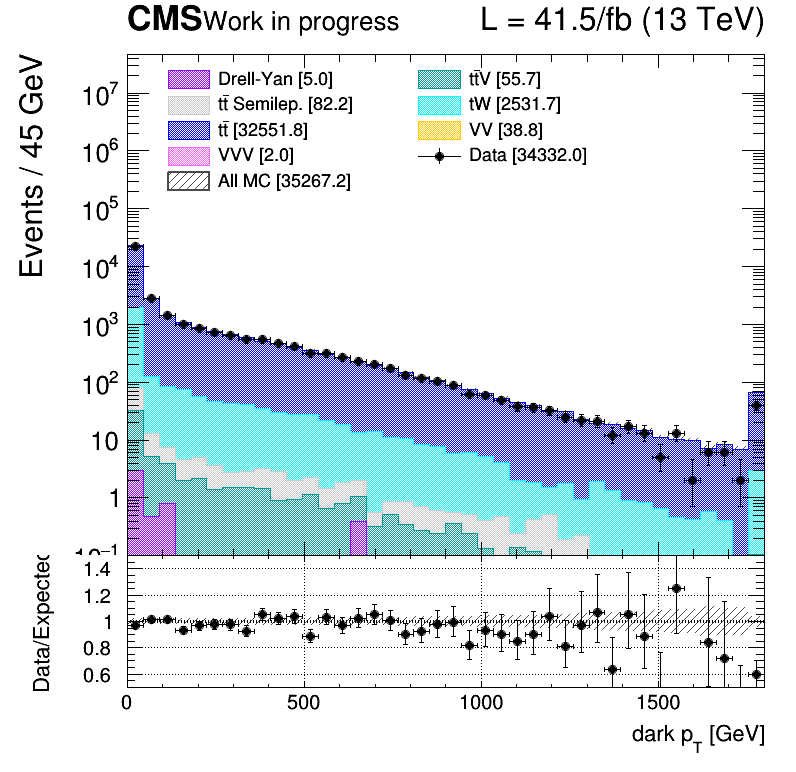 CMS Work in progress L = 41.5/fb (13 TeV)
Events / 45 GeV
Drell-Yan [5.0]
tt̄ Semilep. [82.2]
tt̄ [32551.8]
VVV [2.0]
All MC [35267.2]
tt̄V [55.7]
tW [2531.7]
VV [38.8]
Data [34332.0]
10⁷
10⁶
10⁵
10⁴
10³
10²
10
1
10⁻¹
Data/Expected
1.4
1.2
1
0.8
0.6
0 500 1000 1500
dark p_T [GeV]